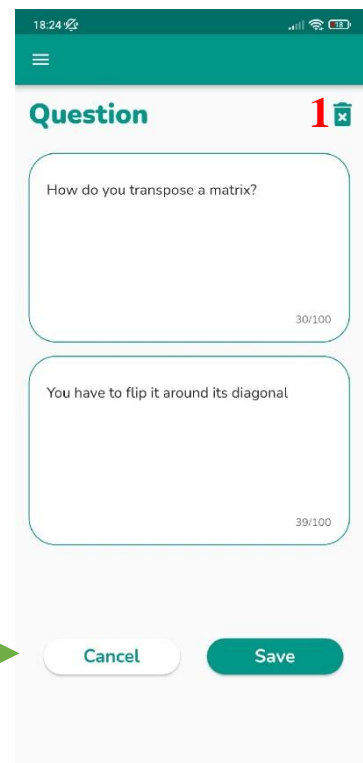 18:24
18
Question
1
How do you transpose a matrix?
30/100
You have to flip it around its diagonal
39/100
Cancel
Save